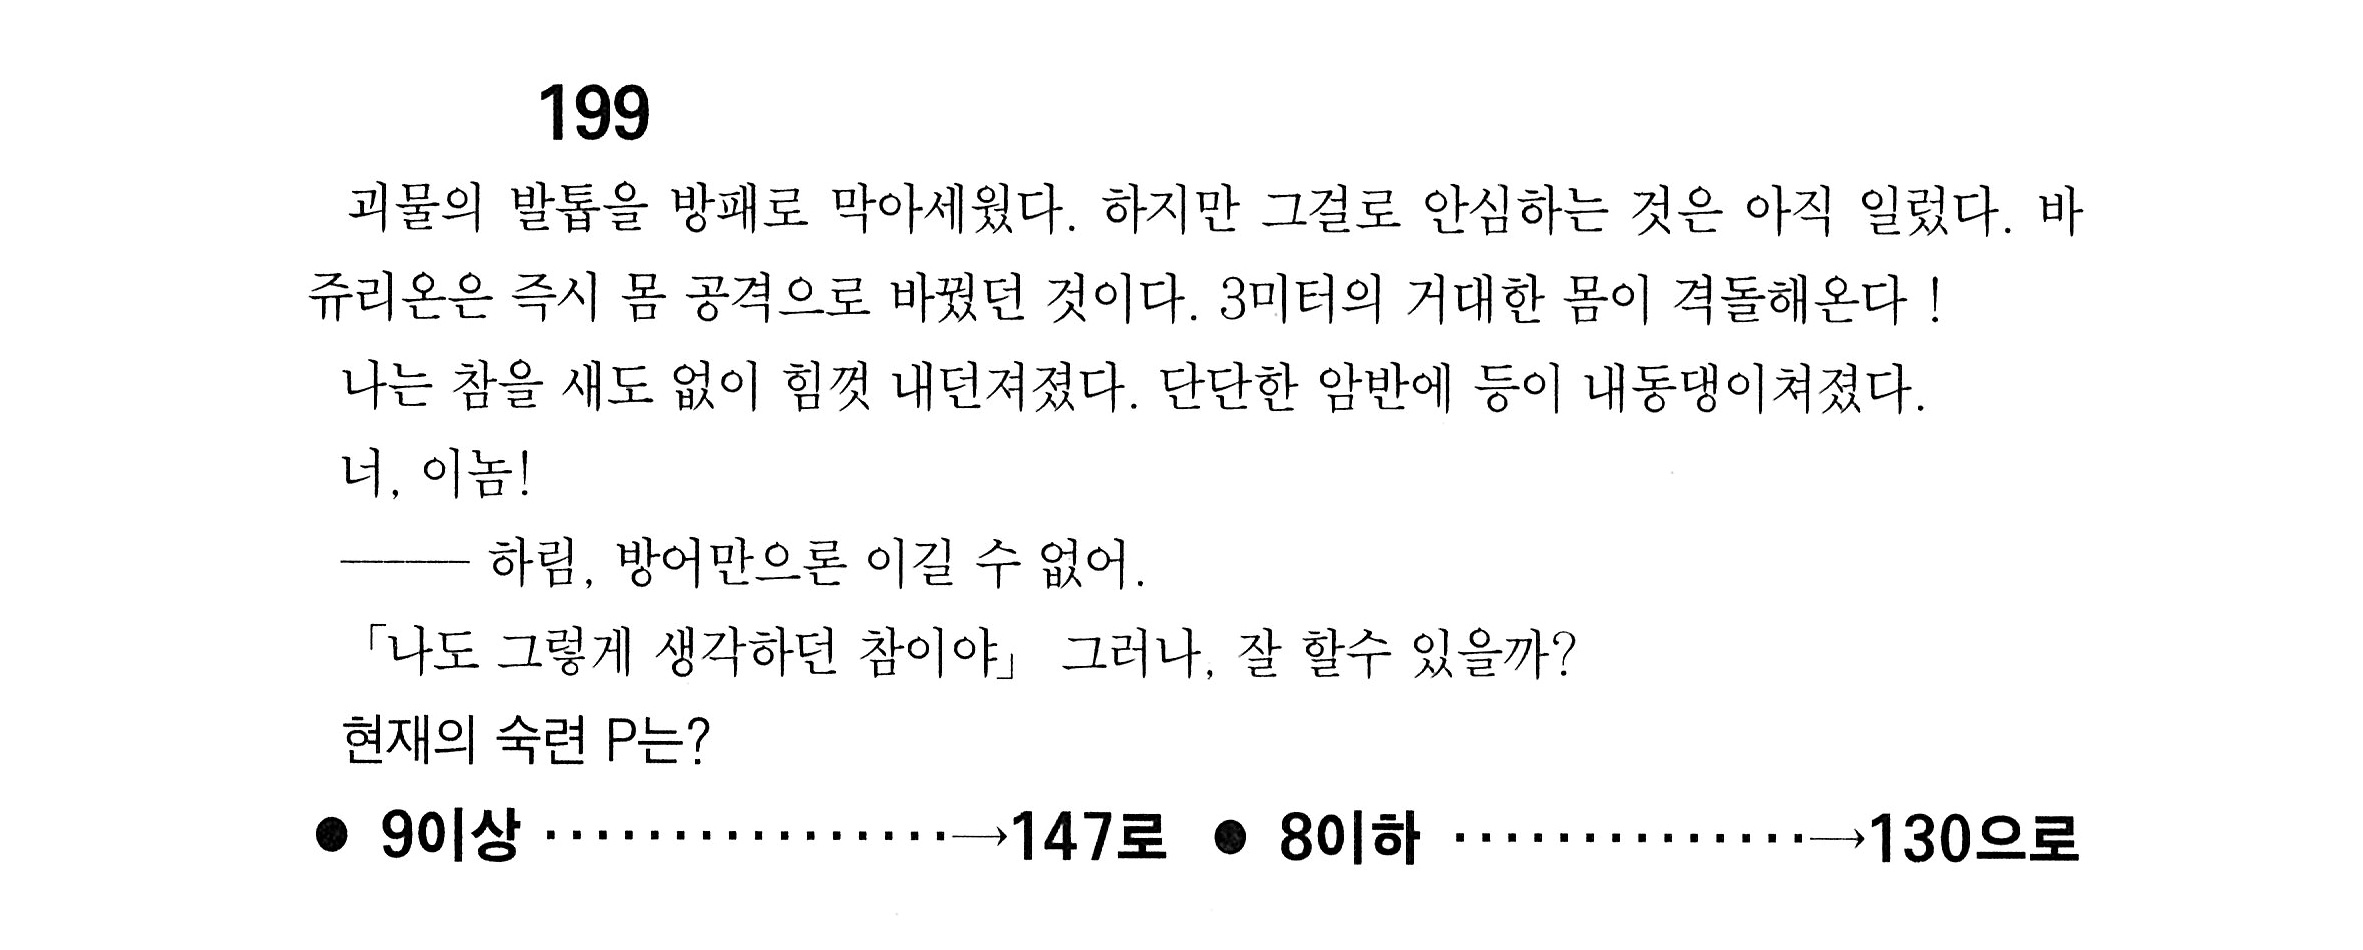 199
괴물의 발톱을 방패로 막아세웠다. 하지만 그걸로 안심하는 것은 아직 일렀다. 바
쥬리온은 즉시 몸 공격으로 바꿨던 것이다. 3미터의 거대한 몸이 격돌해온다 !
나는 참을 새도 없이 힘껏 내던져졌다. 단단한 암반에 등이 내동댕이쳐졌다.
너, 이놈!
─── 하림, 방어만으론 이길 수 없어.
「나도 그렇게 생각하던 참이야」 그러나, 잘 할수 있을까?
현재의 숙련 P는?
● 9이상 ················→147로 ● 8이하 ··············→130으로